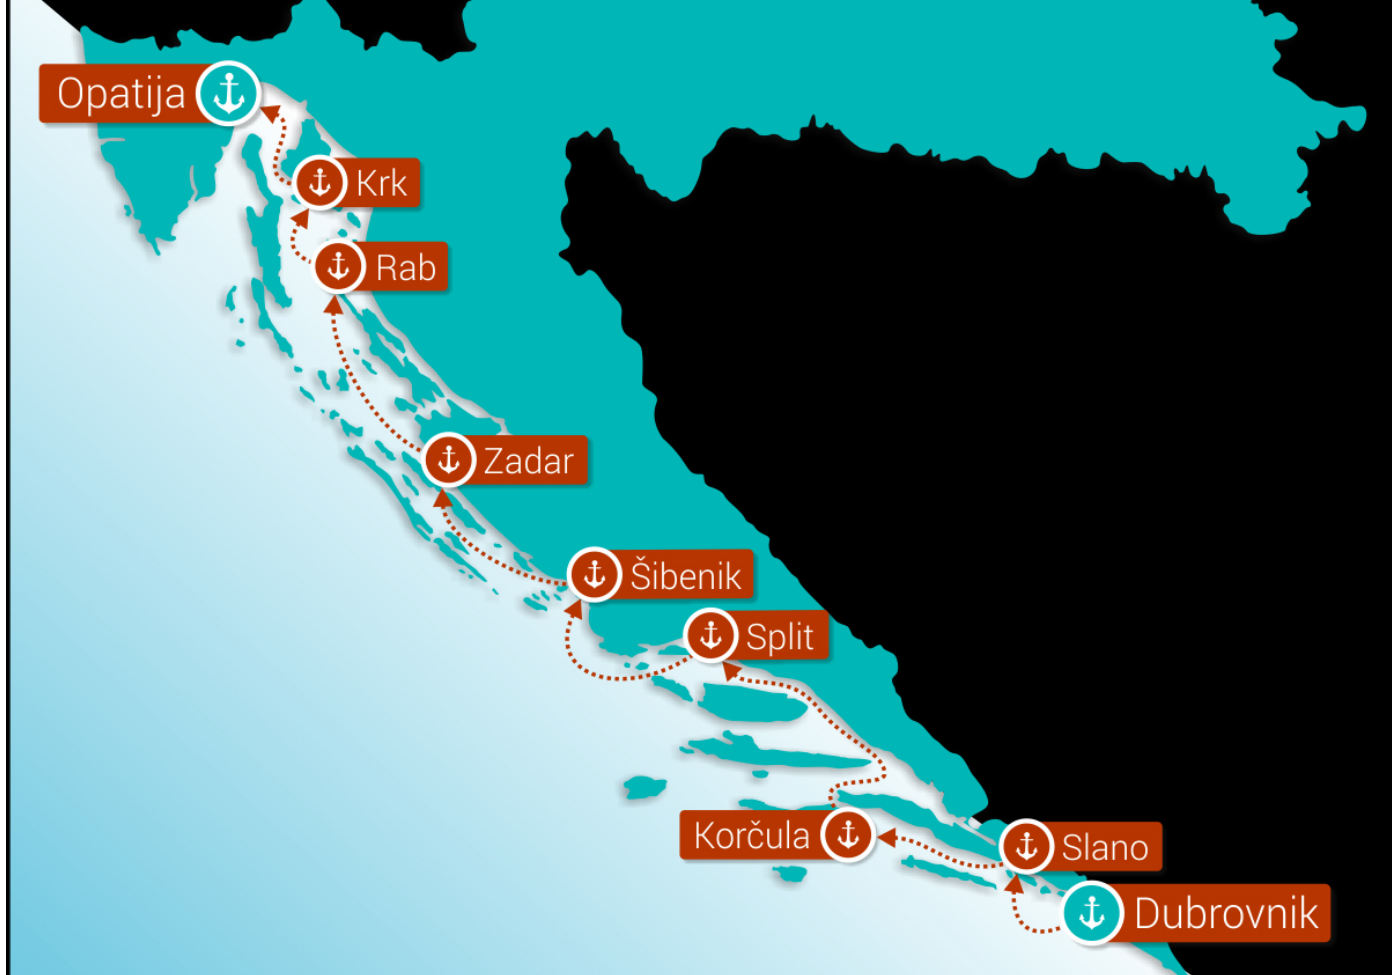 Opatija
Krk
Rab
Zadar
Šibenik
Split
Korčula
Slano
Dubrovnik